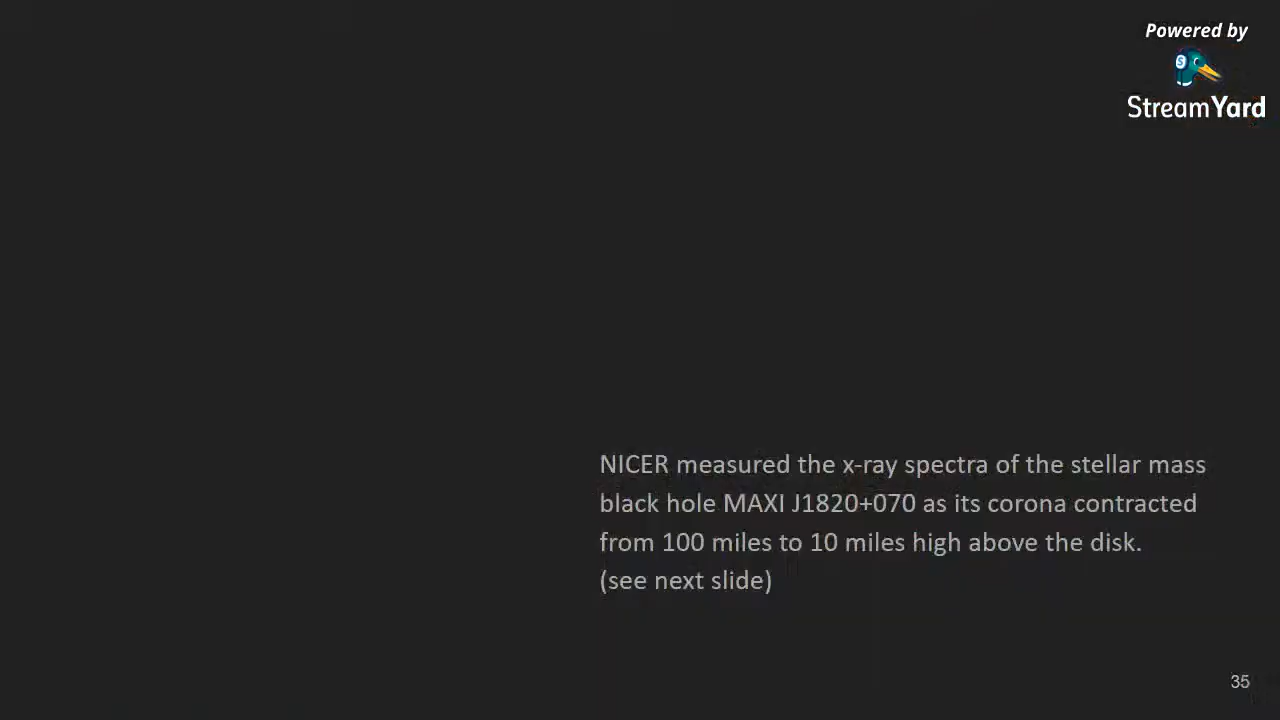 Powered by
S
StreamYard
NICER measured the x-ray spectra of the stellar mass
black hole MAXI J1820+070 as its corona contracted
from 100 miles to 10 miles high above the disk.
(see next slide)
35